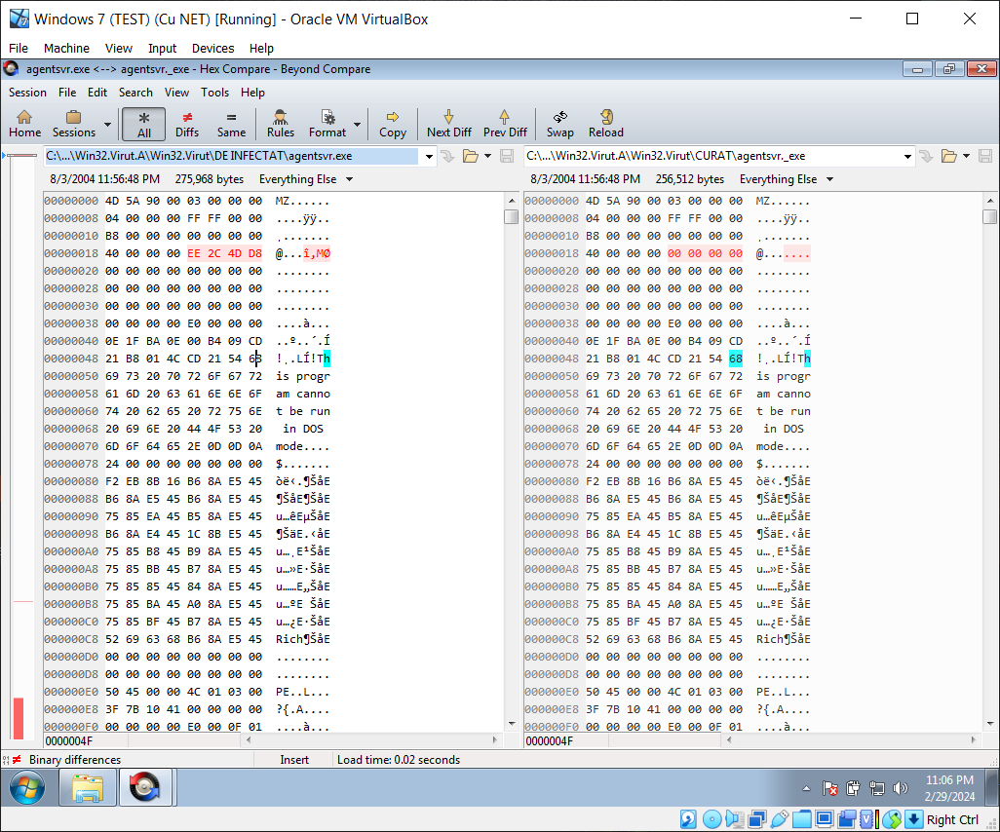 Windows 7 (TEST) (Cu NET) [Running] - Oracle VM VirtualBox
File Machine View Input Devices Help
agentsvr.exe <--> agentsvr._exe - Hex Compare - Beyond Compare
Session File Edit Search View Tools Help
Home Sessions All Diffs Same Rules Format Copy Next Diff Prev Diff Swap Reload
C:\...\Win32.Virut.A\Win32.Virut\DE INFECTAT\agentsvr.exe C:\...\Win32.Virut.A\Win32.Virut\CURAT\agentsvr._exe
8/3/2004 11:56:48 PM 275,968 bytes Everything Else 8/3/2004 11:56:48 PM 256,512 bytes Everything Else
00000000 4D 5A 90 00 03 00 00 00 MZ...... 00000000 4D 5A 90 00 03 00 00 00 MZ......
00000008 04 00 00 00 FF FF 00 00 ....ÿÿ.. 00000008 04 00 00 00 FF FF 00 00 ....ÿÿ..
00000010 B8 00 00 00 00 00 00 00 ¸....... 00000010 B8 00 00 00 00 00 00 00 ¸.......
00000018 40 00 00 00 EE 2C 4D D8 @...î,MØ 00000018 40 00 00 00 00 00 00 00 @.......
00000020 00 00 00 00 00 00 00 00 ........ 00000020 00 00 00 00 00 00 00 00 ........
00000028 00 00 00 00 00 00 00 00 ........ 00000028 00 00 00 00 00 00 00 00 ........
00000030 00 00 00 00 00 00 00 00 ........ 00000030 00 00 00 00 00 00 00 00 ........
00000038 00 00 00 00 E0 00 00 00 ....à... 00000038 00 00 00 00 E0 00 00 00 ....à...
00000040 0E 1F BA 0E 00 B4 09 CD ..º..´.Í 00000040 0E 1F BA 0E 00 B4 09 CD ..º..´.Í
00000048 21 B8 01 4C CD 21 54 68 !¸.LÍ!Th 00000048 21 B8 01 4C CD 21 54 68 !¸.LÍ!Th
00000050 69 73 20 70 72 6F 67 72 is progr 00000050 69 73 20 70 72 6F 67 72 is progr
00000058 61 6D 20 63 61 6E 6E 6F am canno 00000058 61 6D 20 63 61 6E 6E 6F am canno
00000060 74 20 62 65 20 72 75 6E t be run 00000060 74 20 62 65 20 72 75 6E t be run
00000068 20 69 6E 20 44 4F 53 20 in DOS 00000068 20 69 6E 20 44 4F 53 20 in DOS
00000070 6D 6F 64 65 2E 0D 0D 0A mode.... 00000070 6D 6F 64 65 2E 0D 0D 0A mode....
00000078 24 00 00 00 00 00 00 00 $....... 00000078 24 00 00 00 00 00 00 00 $.......
00000080 F2 EB 8B 16 B6 8A E5 45 òë‹.¶ŠåE 00000080 F2 EB 8B 16 B6 8A E5 45 òë‹.¶ŠåE
00000088 B6 8A E5 45 B6 8A E5 45 ¶ŠåE¶ŠåE 00000088 B6 8A E5 45 B6 8A E5 45 ¶ŠåE¶ŠåE
00000090 75 85 EA 45 B5 8A E5 45 u…êEµŠåE 00000090 75 85 EA 45 B5 8A E5 45 u…êEµŠåE
00000098 B6 8A E4 45 1C 8B E5 45 ¶ŠäE.‹åE 00000098 B6 8A E4 45 1C 8B E5 45 ¶ŠäE.‹åE
000000A0 75 85 B8 45 B9 8A E5 45 u…¸E¹ŠåE 000000A0 75 85 B8 45 B9 8A E5 45 u…¸E¹ŠåE
000000A8 75 85 BB 45 B7 8A E5 45 u…»E·ŠåE 000000A8 75 85 BB 45 B7 8A E5 45 u…»E·ŠåE
000000B0 75 85 85 45 84 8A E5 45 u……E„ŠåE 000000B0 75 85 85 45 84 8A E5 45 u……E„ŠåE
000000B8 75 85 BA 45 A0 8A E5 45 u…ºE ŠåE 000000B8 75 85 BA 45 A0 8A E5 45 u…ºE ŠåE
000000C0 75 85 BF 45 B7 8A E5 45 u…¿E·ŠåE 000000C0 75 85 BF 45 B7 8A E5 45 u…¿E·ŠåE
000000C8 52 69 63 68 B6 8A E5 45 Rich¶ŠåE 000000C8 52 69 63 68 B6 8A E5 45 Rich¶ŠåE
000000D0 00 00 00 00 00 00 00 00 ........ 000000D0 00 00 00 00 00 00 00 00 ........
000000D8 00 00 00 00 00 00 00 00 ........ 000000D8 00 00 00 00 00 00 00 00 ........
000000E0 50 45 00 00 4C 01 03 00 PE..L... 000000E0 50 45 00 00 4C 01 03 00 PE..L...
000000E8 3F 7B 10 41 00 00 00 00 ?{.A.... 000000E8 3F 7B 10 41 00 00 00 00 ?{.A....
000000F0 00 00 00 00 E0 00 0F 01 ....à... 000000F0 00 00 00 00 E0 00 0F 01 ....à...
0000004F 0000004F
Binary differences Insert Load time: 0.02 seconds
11:06 PM
2/29/2024
Right Ctrl